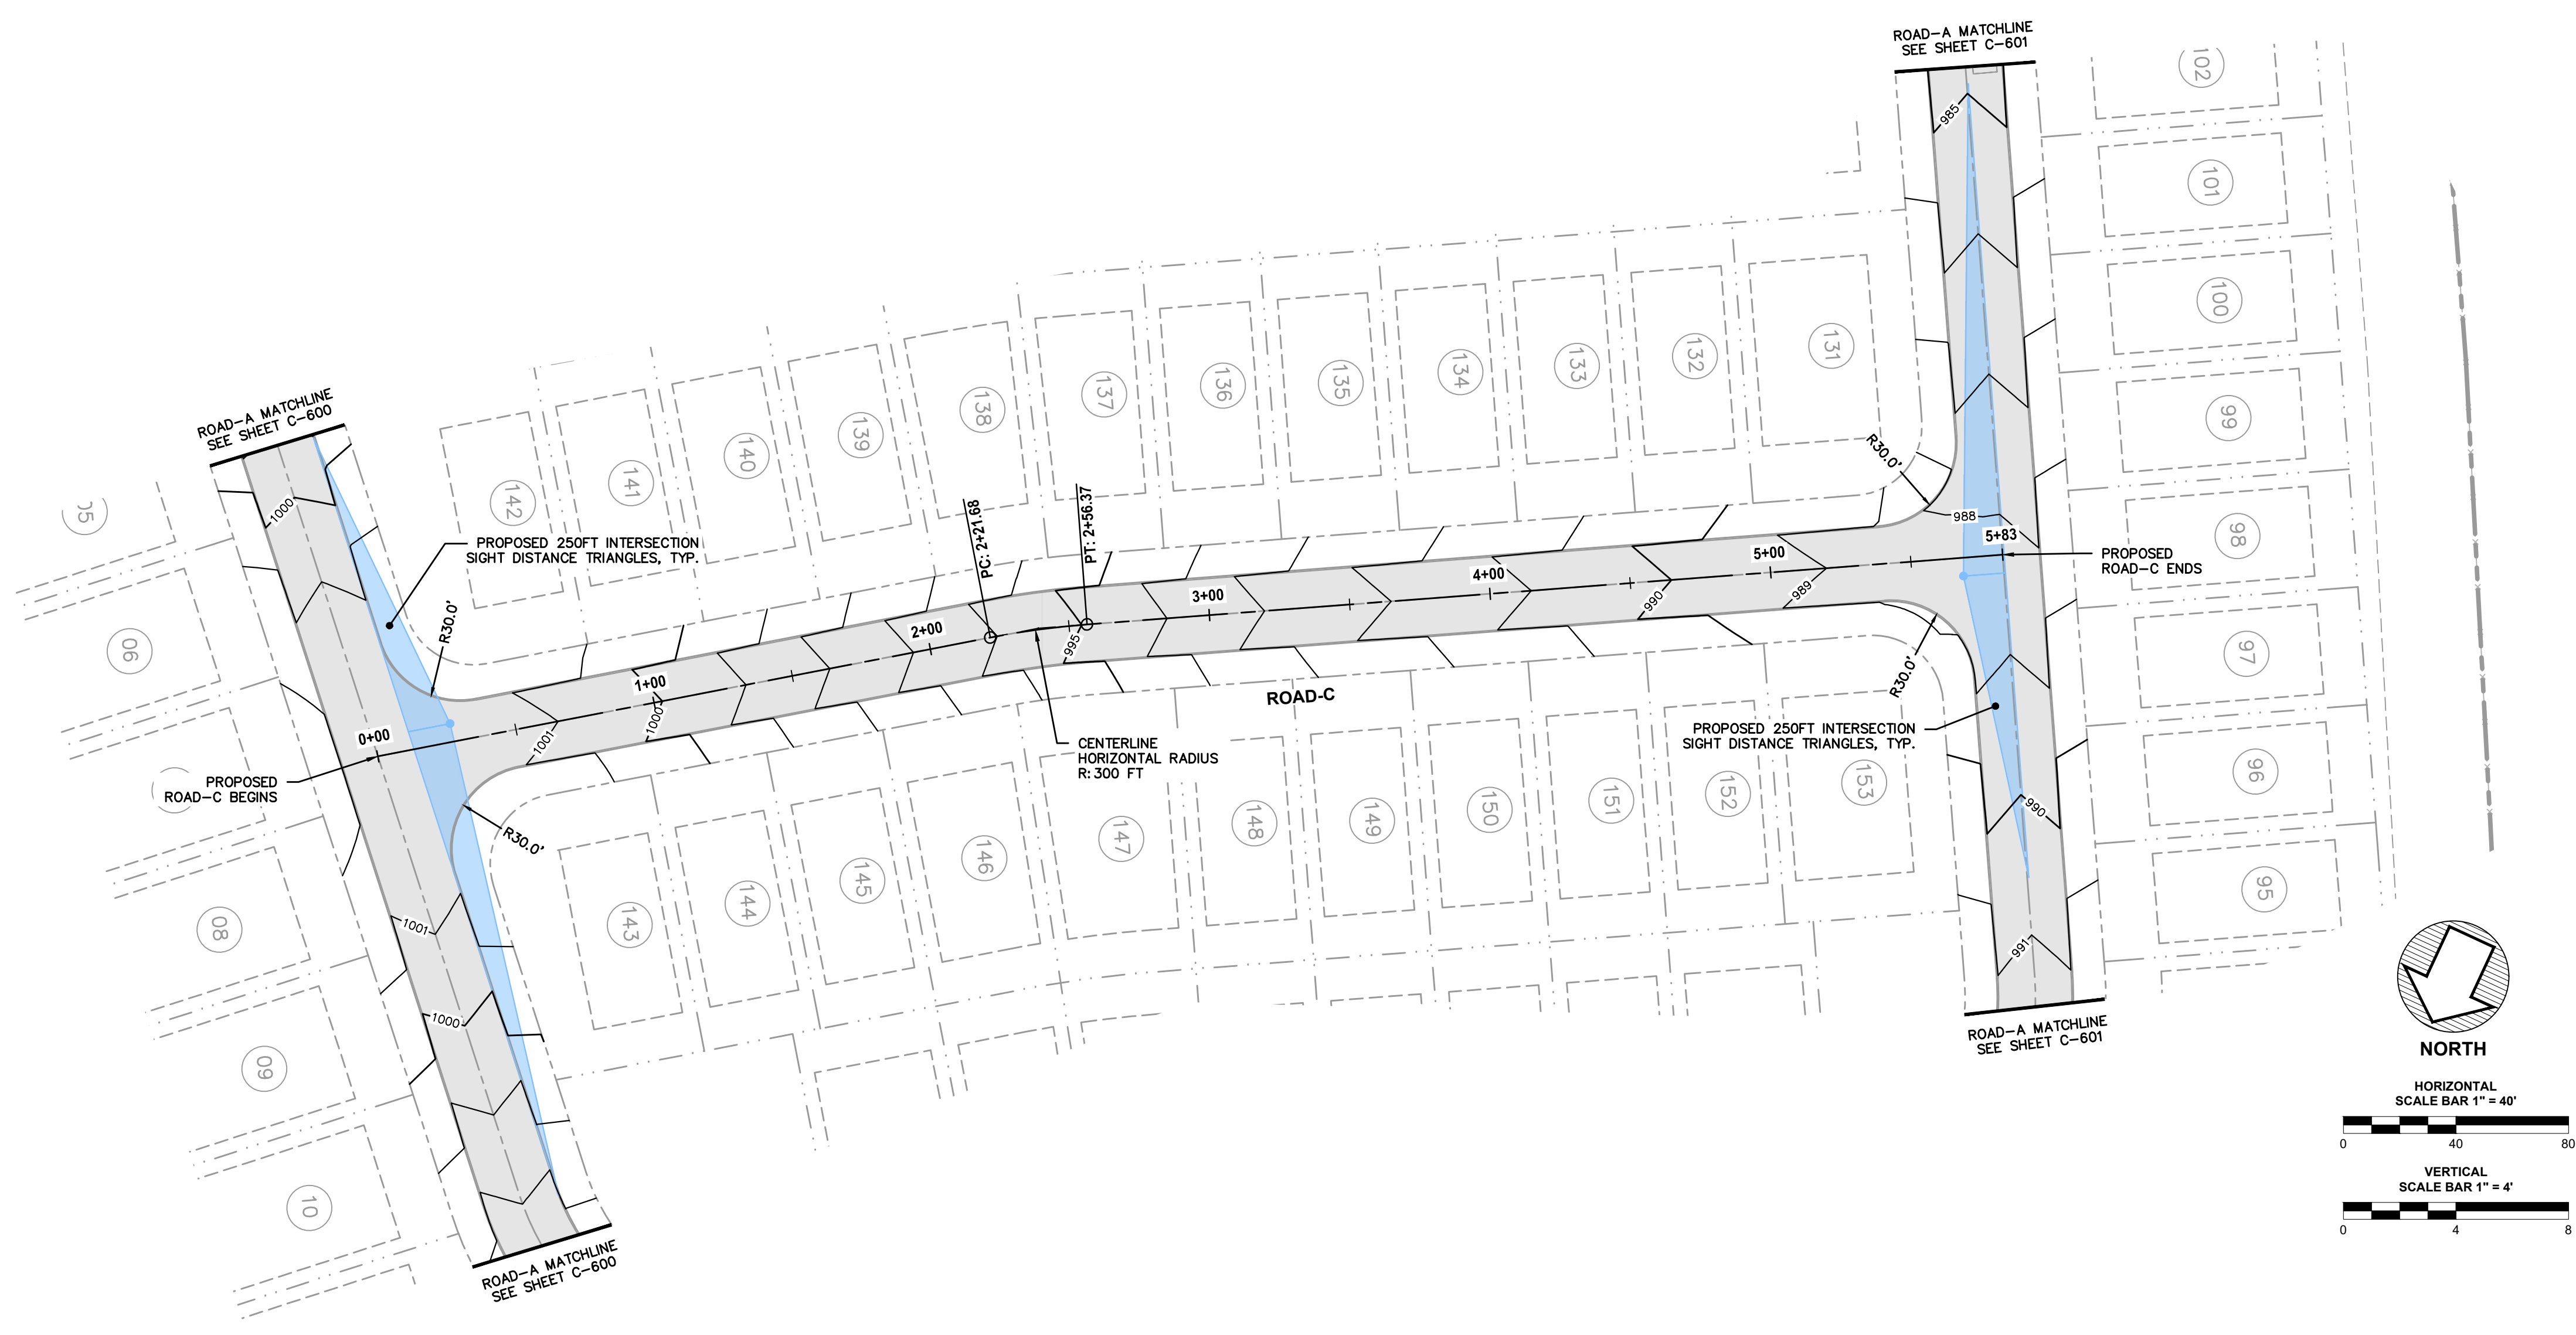 ROAD-A MATCHLINE
SEE SHEET C-601
102
985
101
100
99
98
97
96
95
131
132
133
134
135
136
137
138
139
140
141
142
ROAD-A MATCHLINE
SEE SHEET C-600
1000
PROPOSED 250FT INTERSECTION
SIGHT DISTANCE TRIANGLES, TYP.
R30.0'
PC: 2+21.68
PT: 2+56.37
R30.0'
988
5+83
PROPOSED
ROAD-C ENDS
0+00
1+00
2+00
3+00
4+00
5+00
1001
1000
995
990
989
PROPOSED
ROAD-C BEGINS
R30.0'
CENTERLINE
HORIZONTAL RADIUS
R: 300 FT
ROAD-C
R30.0'
PROPOSED 250FT INTERSECTION
SIGHT DISTANCE TRIANGLES, TYP.
06
08
09
10
143
144
145
146
147
148
149
150
151
152
153
1001
1000
990
991
ROAD-A MATCHLINE
SEE SHEET C-600
ROAD-A MATCHLINE
SEE SHEET C-601
NORTH
HORIZONTAL
SCALE BAR 1" = 40'
0 40 80
VERTICAL
SCALE BAR 1" = 4'
0 4 8